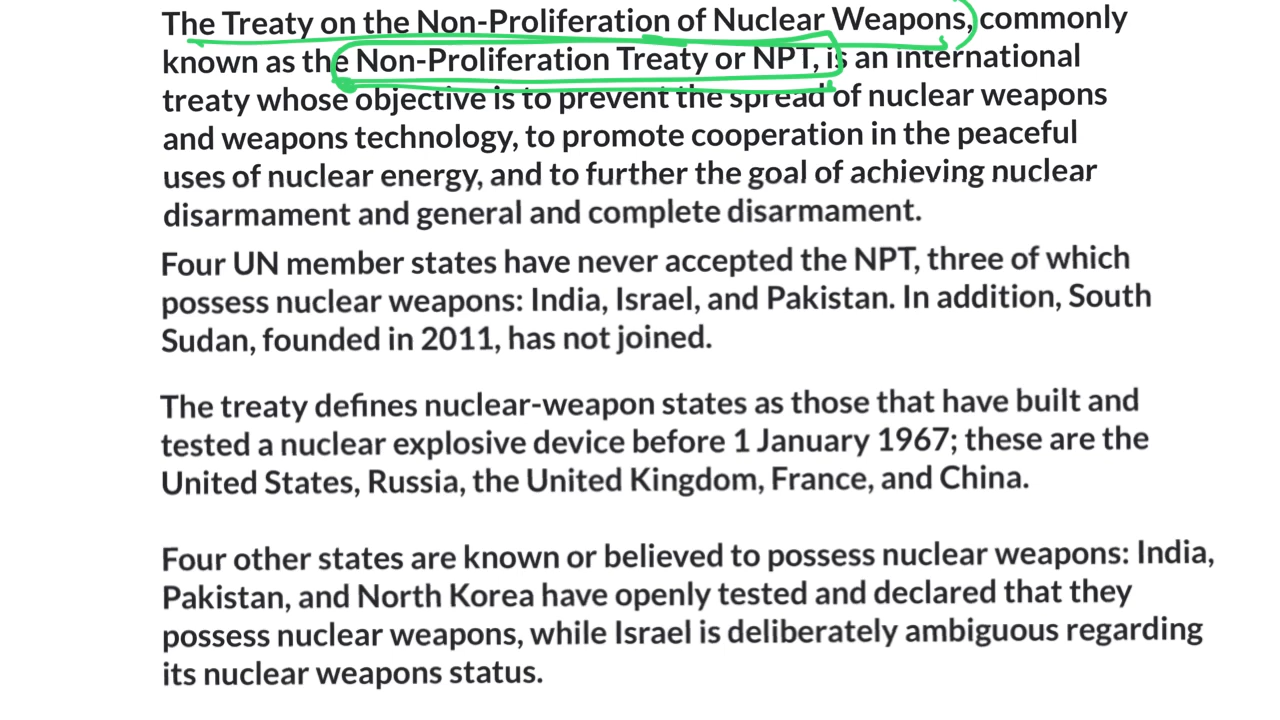 The Treaty on the Non-Proliferation of Nuclear Weapons, commonly
known as the Non-Proliferation Treaty or NPT, is an international
treaty whose objective is to prevent the spread of nuclear weapons
and weapons technology, to promote cooperation in the peaceful
uses of nuclear energy, and to further the goal of achieving nuclear
disarmament and general and complete disarmament.
Four UN member states have never accepted the NPT, three of which
possess nuclear weapons: India, Israel, and Pakistan. In addition, South
Sudan, founded in 2011, has not joined.
The treaty defines nuclear-weapon states as those that have built and
tested a nuclear explosive device before 1 January 1967; these are the
United States, Russia, the United Kingdom, France, and China.
Four other states are known or believed to possess nuclear weapons: India,
Pakistan, and North Korea have openly tested and declared that they
possess nuclear weapons, while Israel is deliberately ambiguous regarding
its nuclear weapons status.